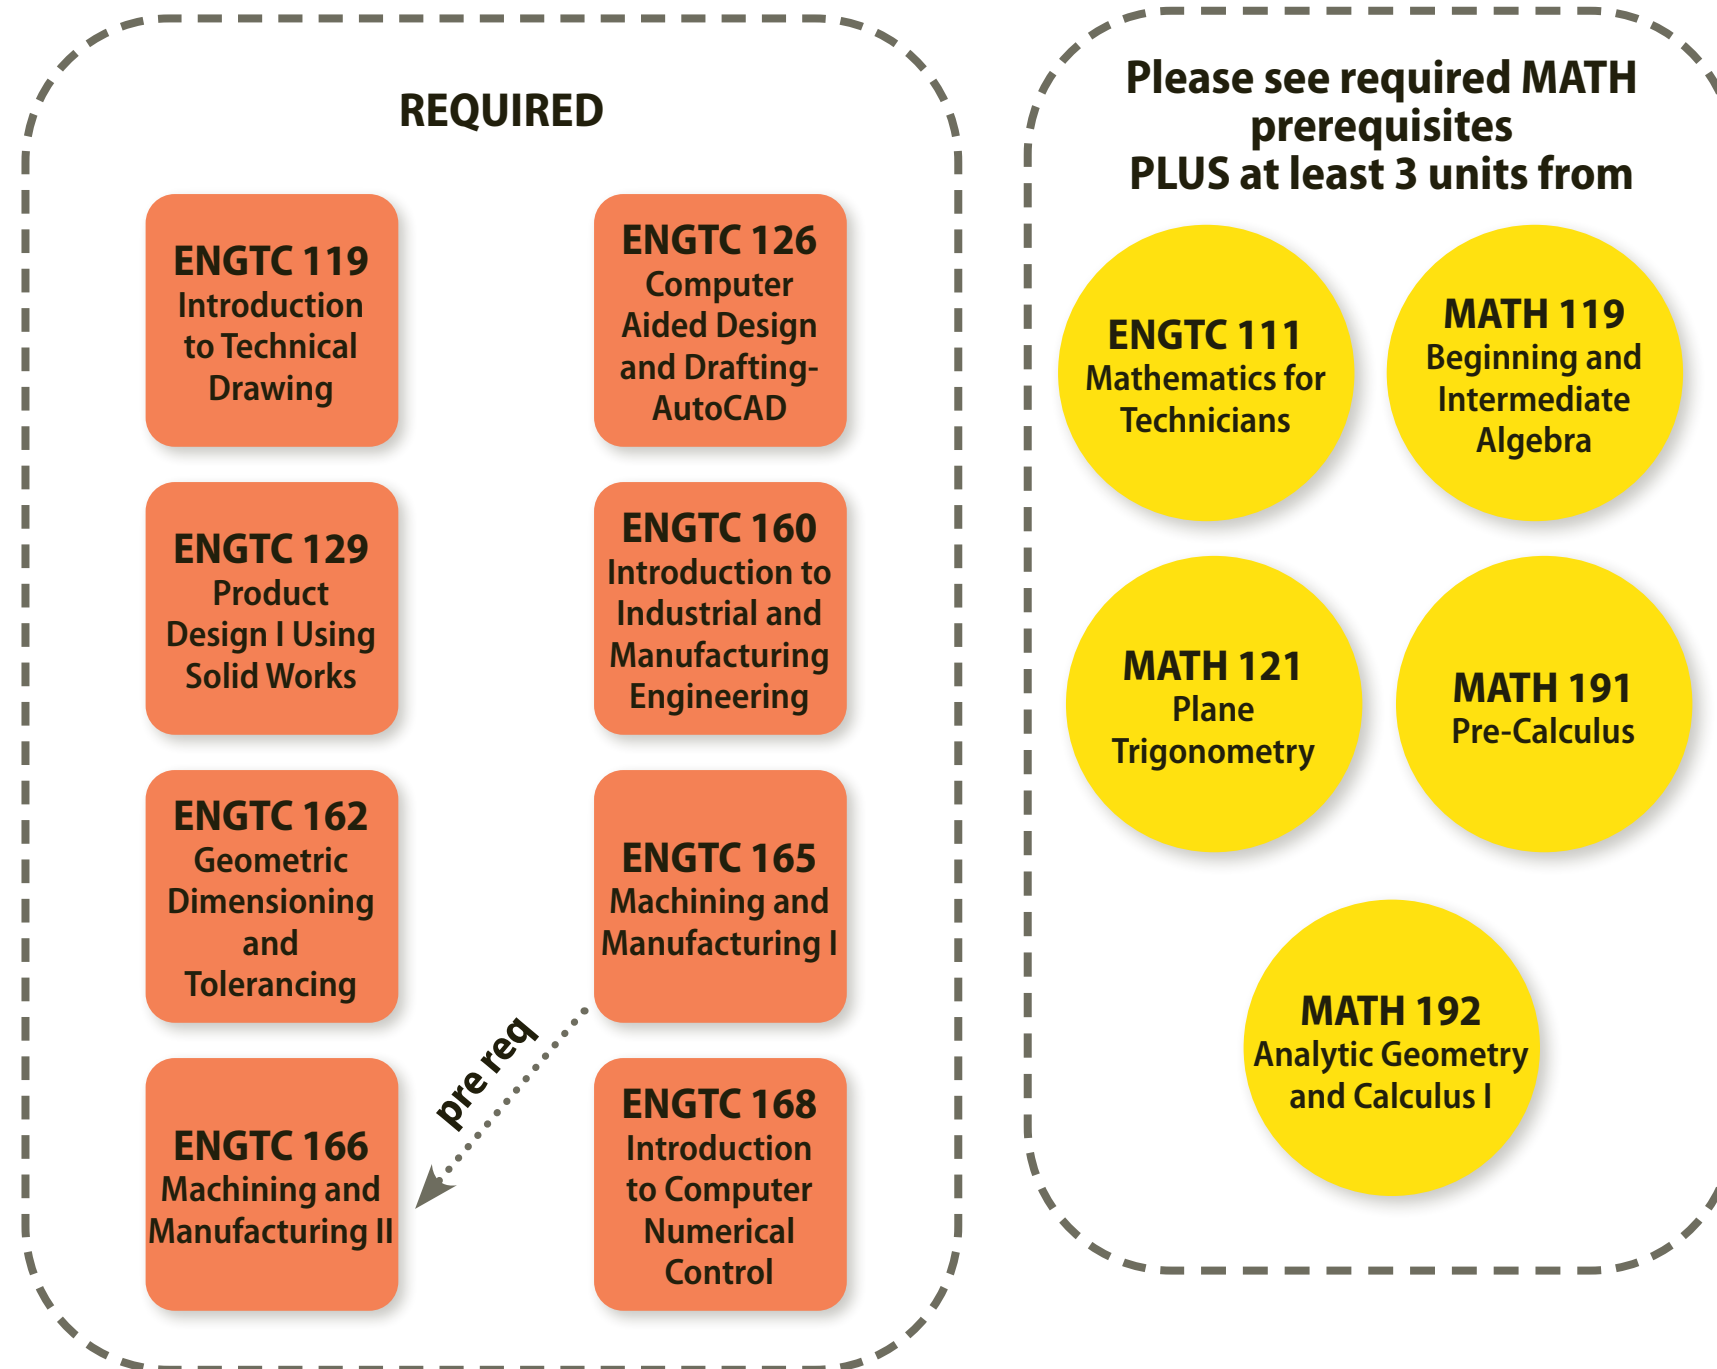 REQUIRED
ENGTC 119
Introduction
to Technical
Drawing
ENGTC 126
Computer
Aided Design
and Drafting-
AutoCAD
ENGTC 129
Product
Design I Using
Solid Works
ENGTC 160
Introduction to
Industrial and
Manufacturing
Engineering
ENGTC 162
Geometric
Dimensioning
and
Tolerancing
ENGTC 165
Machining and
Manufacturing I
pre req
ENGTC 166
Machining and
Manufacturing II
ENGTC 168
Introduction
to Computer
Numerical
Control
Please see required MATH
prerequisites
PLUS at least 3 units from
ENGTC 111
Mathematics for
Technicians
MATH 119
Beginning and
Intermediate
Algebra
MATH 121
Plane
Trigonometry
MATH 191
Pre-Calculus
MATH 192
Analytic Geometry
and Calculus I